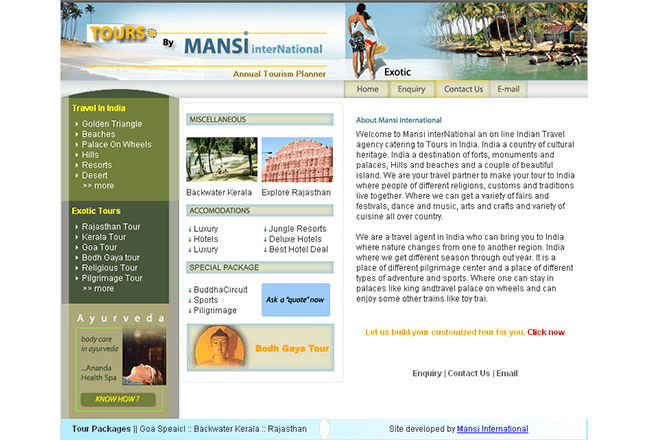 TOURS By MANSi interNational
Annual Tourism Planner
Exotic
Home Enquiry Contact Us E-mail
Travel In India
Golden Triangle
Beaches
Palace On Wheels
Hills
Resorts
Desert
>> more
Exotic Tours
Rajasthan Tour
Kerala Tour
Goa Tour
Bodh Gaya tour
Religious Tour
Pilgrimage Tour
>> more
Ayurveda
body care
in ayurveda
...Ananda
Health Spa
KNOW HOW ?
MISCELLANEOUS
Backwater Kerala Explore Rajasthan
ACCOMODATIONS
Luxury Jungle Resorts
Hotels Deluxe Hotels
Luxury Best Hotel Deal
SPECIAL PACKAGE
BuddhaCircuit
Sports
Piligrimage
Ask a "quote" now
Bodh Gaya Tour
About Mansi International
Welcome to Mansi interNational an on line Indian Travel
agency catering to Tours in India. India a country of cultural
heritage. India a destination of forts, monuments and
palaces, Hills and beaches and a couple of beautiful
island. We are your travel partner to make your tour to India
where people of different religions, customs and traditions
live together. Where we can get a variety of fairs and
festivals, dance and music, arts and crafts and variety of
cuisine all over country.
We are a travel agent in India who can bring you to India
where nature changes from one to another region. India
where we get different season through out year. It is a
place of different pilgrimage center and a place of different
types of adventure and sports. Where one can stay in
palaces like king andtravel palace on wheels and can
enjoy some other trains like toy trai.
Let us build your customized tour for you. Click now
Enquiry | Contact Us | Email
Tour Packages || Goa Speaicl :: Backwater Kerala :: Rajasthan
Site developed by Mansi International